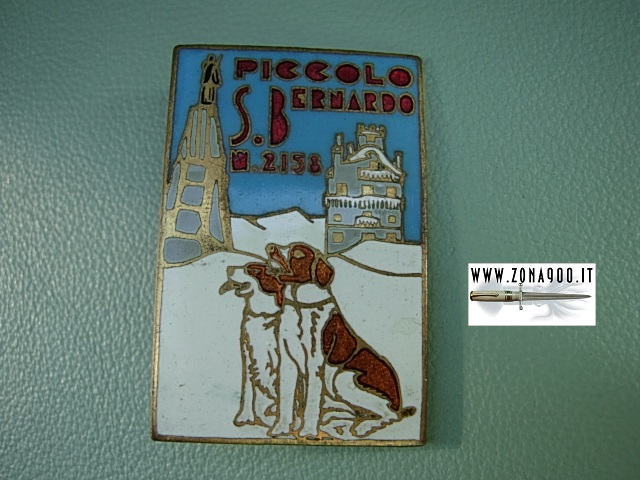 PICCOLO
S. BERNARDO
M. 2158
WWW.ZONA900.IT